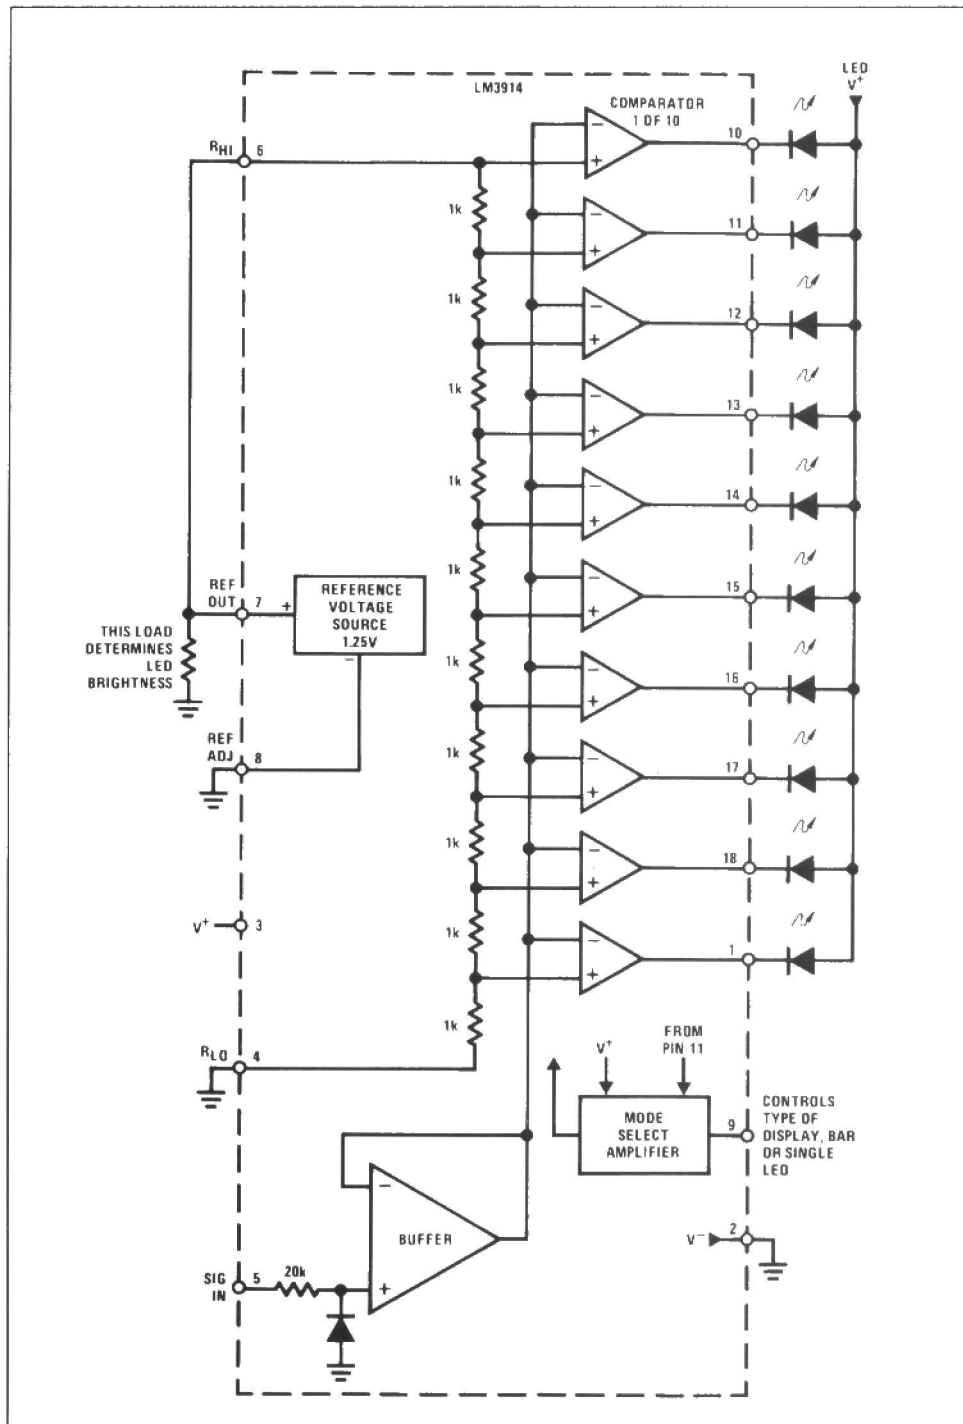 LM3914
LED
V+
COMPARATOR
1 OF 10
RHI
6
10
1k
11
1k
12
1k
13
1k
14
1k
15
REF
OUT
7
+
REFERENCE
VOLTAGE
SOURCE
1.25V
−
THIS LOAD
DETERMINES
LED
BRIGHTNESS
1k
16
REF
ADJ
8
1k
17
1k
18
V+
3
1k
1
1k
RLO
4
V+
FROM
PIN 11
MODE
SELECT
AMPLIFIER
9
CONTROLS
TYPE OF
DISPLAY, BAR
OR SINGLE
LED
−
BUFFER
+
V−
2
SIG
IN
5
20k
− +
− +
− +
− +
− +
− +
− +
− +
− +
− +